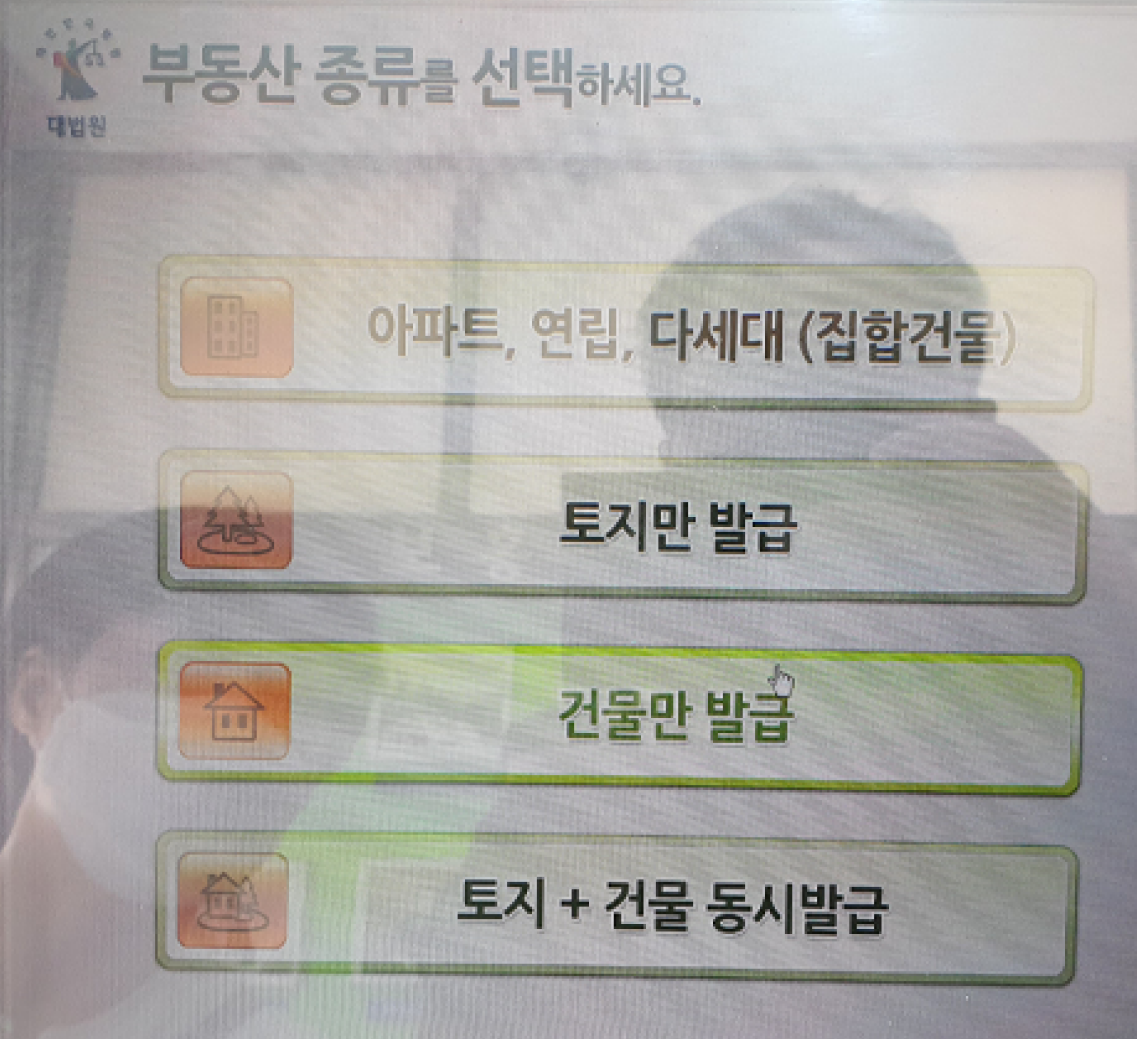 부동산 종류를 선택하세요.
대법원
아파트, 연립, 다세대 (집합건물)
토지만 발급
건물만 발급
토지 + 건물 동시발급